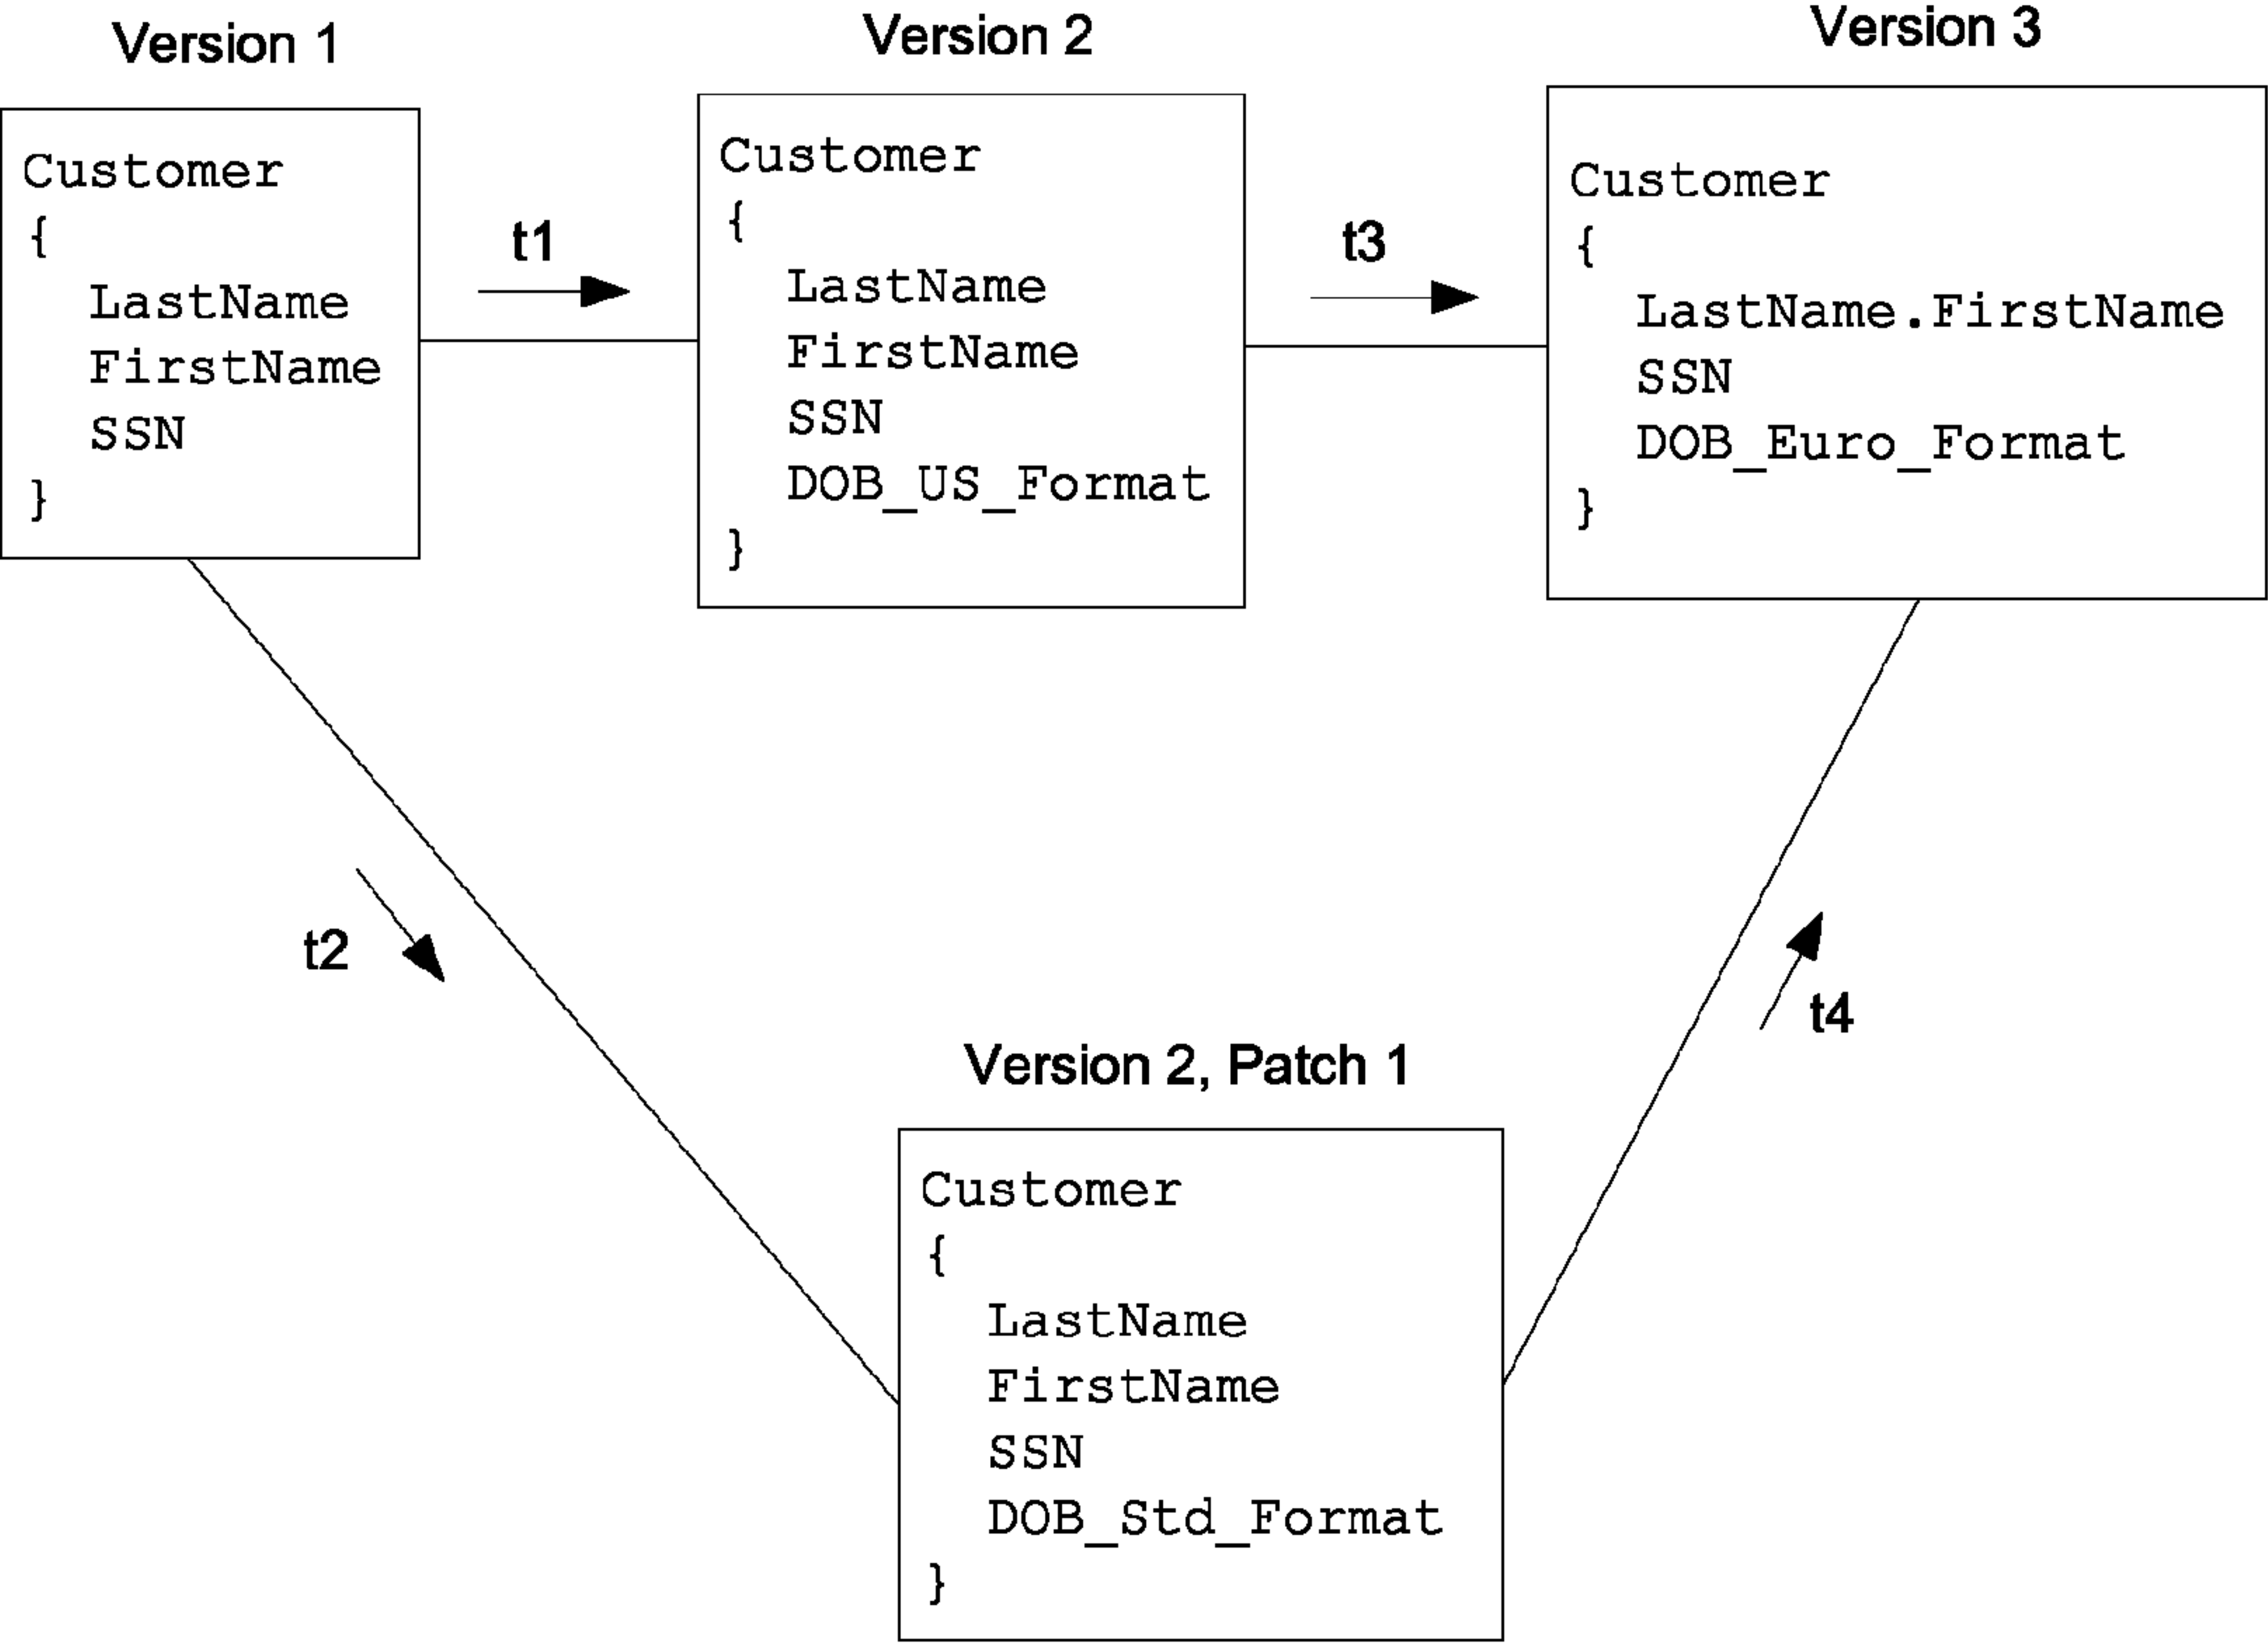 Version 1
Customer
{
LastName
FirstName
SSN
}
t1
Version 2
Customer
{
LastName
FirstName
SSN
DOB_US_Format
}
t3
Version 3
Customer
{
LastName.FirstName
SSN
DOB_Euro_Format
}
t2
t4
Version 2, Patch 1
Customer
{
LastName
FirstName
SSN
DOB_Std_Format
}